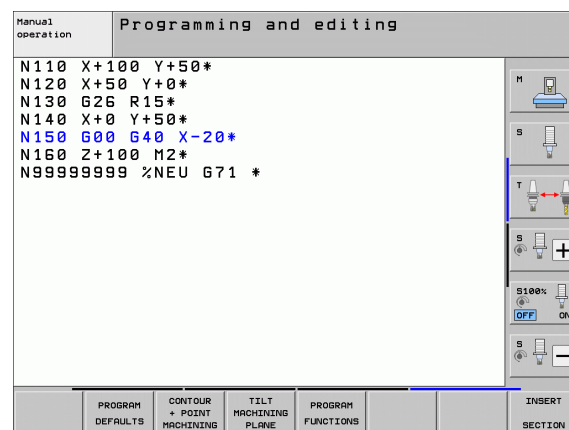 Manual
operation
Programming and editing
N110 X+100 Y+50*
N120 X+50 Y+0*
N130 G26 R15*
N140 X+0 Y+50*
N150 G00 G40 X-20*
N160 Z+100 M2*
N99999999 %NEU G71 *
M
S
T
S
+
S100%
OFF ON
S
-
PROGRAM
DEFAULTS
CONTOUR
+ POINT
MACHINING
TILT
MACHINING
PLANE
PROGRAM
FUNCTIONS
INSERT
SECTION